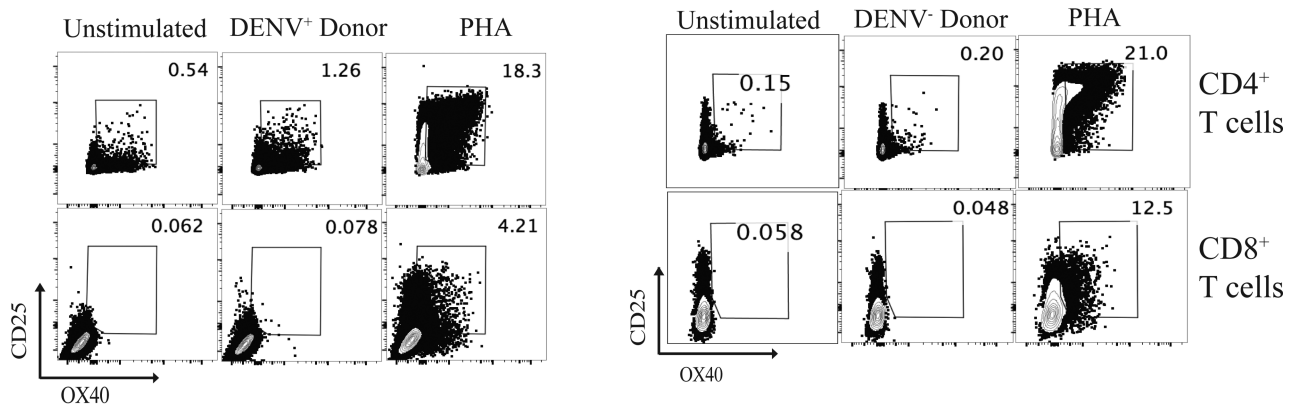 Unstimulated DENV⁺ Donor PHA
0.54 1.26 18.3
0.062 0.078 4.21
CD25
OX40
Unstimulated DENV⁻ Donor PHA
0.15 0.20 21.0
CD4⁺
T cells
0.058 0.048 12.5
CD8⁺
T cells
CD25
OX40